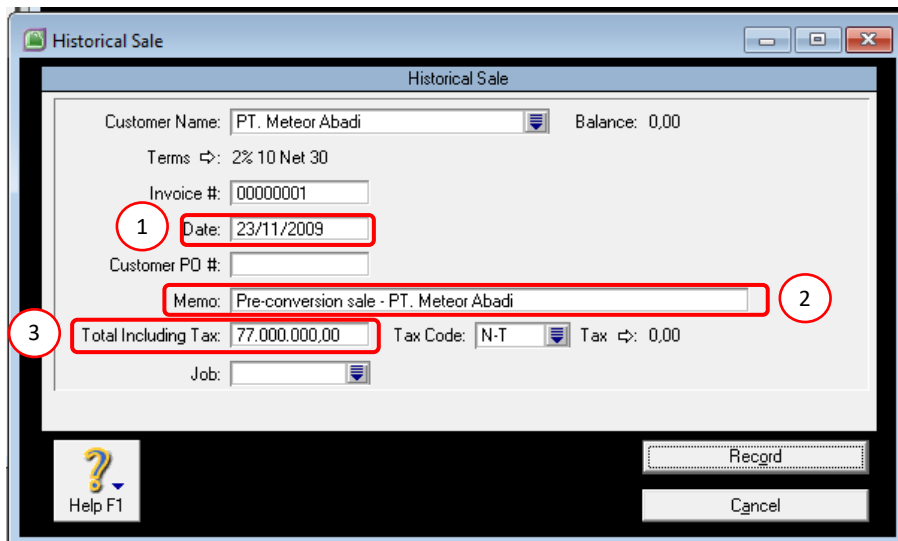 Historical Sale
Historical Sale
Customer Name: PT. Meteor Abadi Balance: 0,00
Terms ⇨: 2% 10 Net 30
Invoice #: 00000001
1 Date: 23/11/2009
Customer PO #:
Memo: Pre-conversion sale - PT. Meteor Abadi 2
3 Total Including Tax: 77.000.000,00 Tax Code: N-T Tax ⇨: 0,00
Job:
Record
Help F1
Cancel